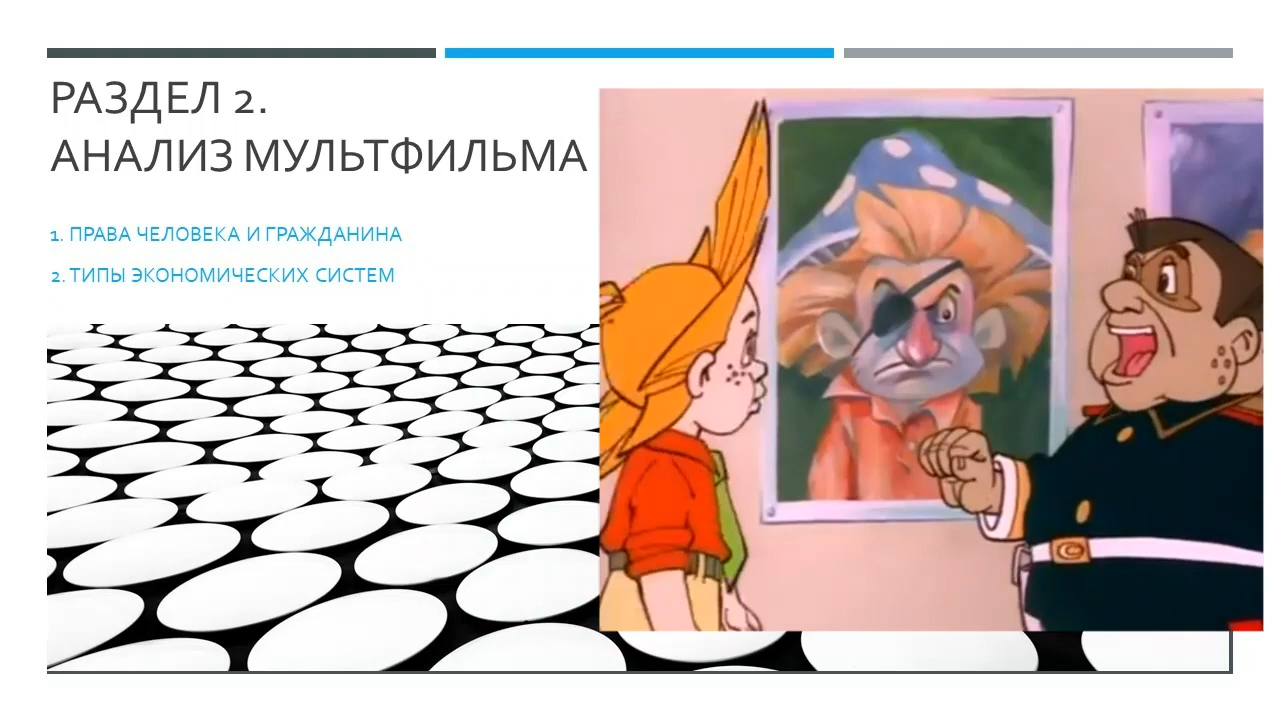 РАЗДЕЛ 2.
АНАЛИЗ МУЛЬТФИЛЬМА
1. ПРАВА ЧЕЛОВЕКА И ГРАЖДАНИНА
2. ТИПЫ ЭКОНОМИЧЕСКИХ СИСТЕМ